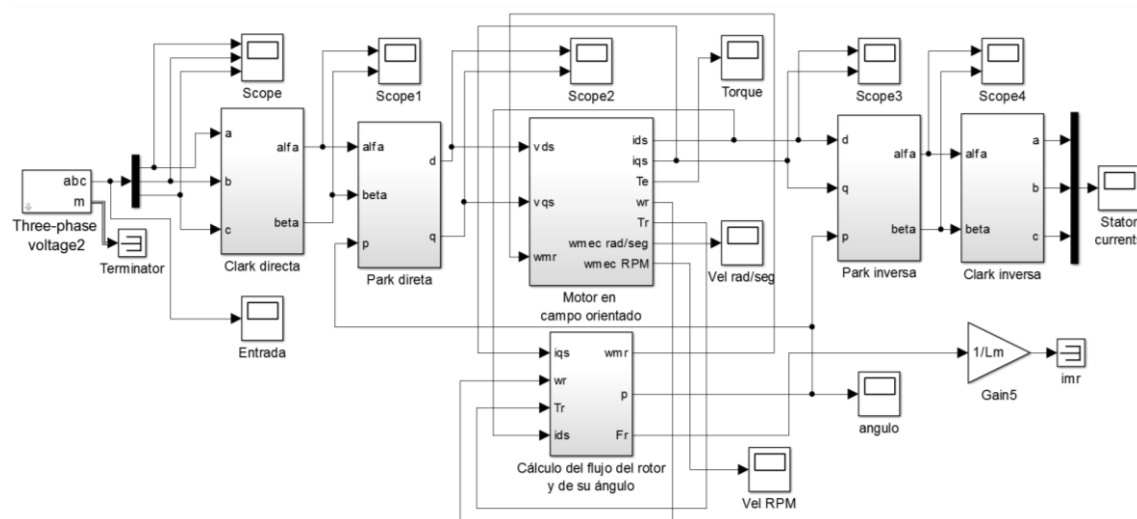 abc
m
Three-phase
voltage2
Terminator
Entrada
Scope
a
b
c
alfa
beta
Clark directa
Scope1
alfa
beta
p
d
q
Park direta
Scope2
vds
vqs
wmr
ids
iqs
Te
wr
Tr
wmec rad/seg
wmec RPM
Motor en
campo orientado
Torque
Vel rad/seg
iqs
wr
Tr
ids
wmr
p
Fr
Cálculo del flujo del rotor
y de su ángulo
Vel RPM
angulo
Scope3
d
q
p
alfa
beta
Park inversa
Scope4
alfa
beta
a
b
c
Clark inversa
Stator
currents
1/Lm
Gain5
imr